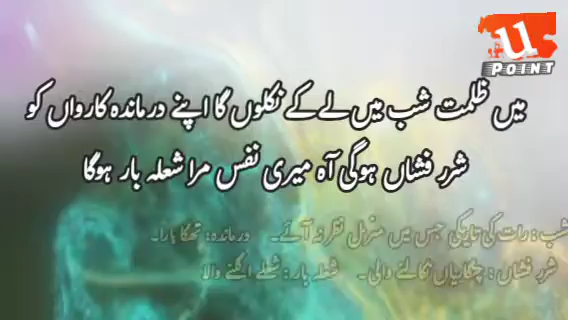 u
POINT
میں ظلمت شب میں لے کے نکلوں گا اپنے درماندہ کارواں کو
شرر فشاں ہوگی آہ میری نفس مرا شعلہ بار ہوگا
شب: رات کی تاریکی جس میں منزل نظر نہ آئے۔ درماندہ: تھکا ہارا۔
شرر فشاں: چنگاریاں نکالنے والی۔ شعلہ بار: شعلے اگلنے والا